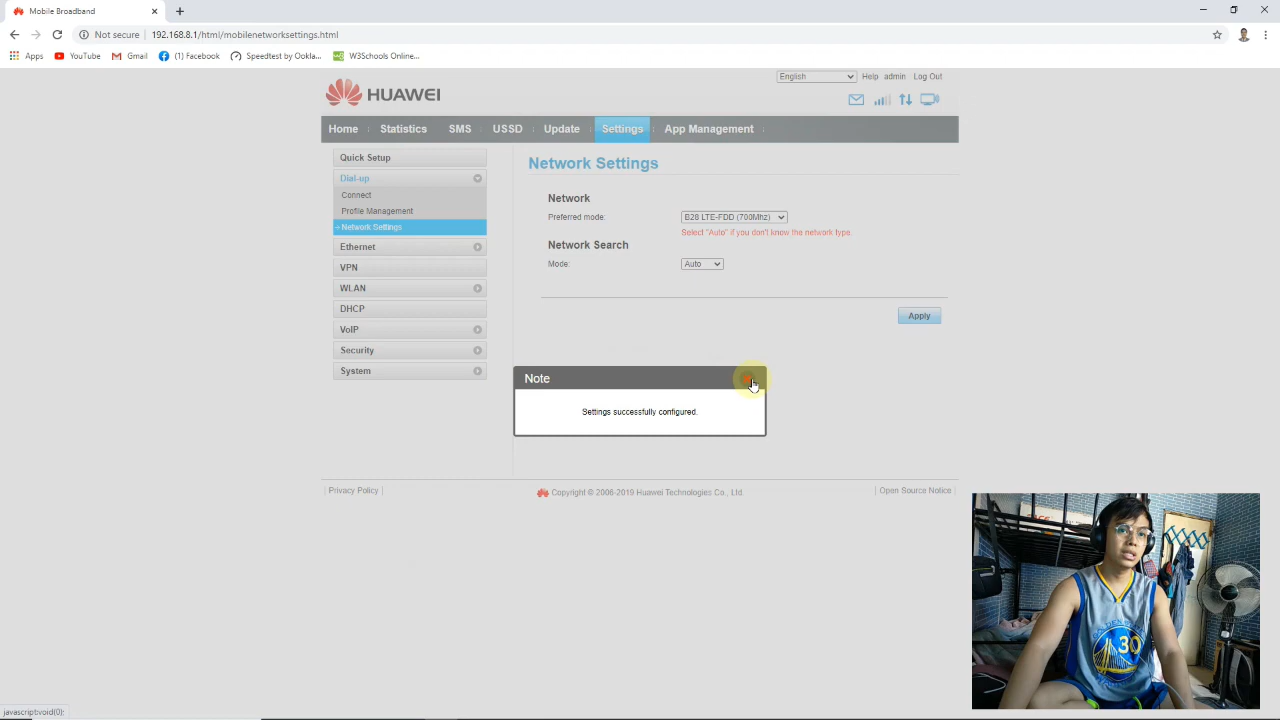 Mobile Broadband
Not secure | 192.168.8.1/html/mobilenetworksettings.html
Apps YouTube Gmail (1) Facebook Speedtest by Ookla... W3Schools Online...
English Help admin Log Out
HUAWEI
Home Statistics SMS USSD Update Settings App Management
Quick Setup
Dial-up
Connect
Profile Management
Network Settings
Ethernet
VPN
WLAN
DHCP
VoIP
Security
System
Network Settings
Network
Preferred mode: B28 LTE-FDD (700Mhz)
Select "Auto" if you don't know the network type.
Network Search
Mode: Auto
Apply
Note
Settings successfully configured.
| Privacy Policy | Copyright © 2006-2019 Huawei Technologies Co., Ltd. | Open Source Notice |
30
javascript:void(0);